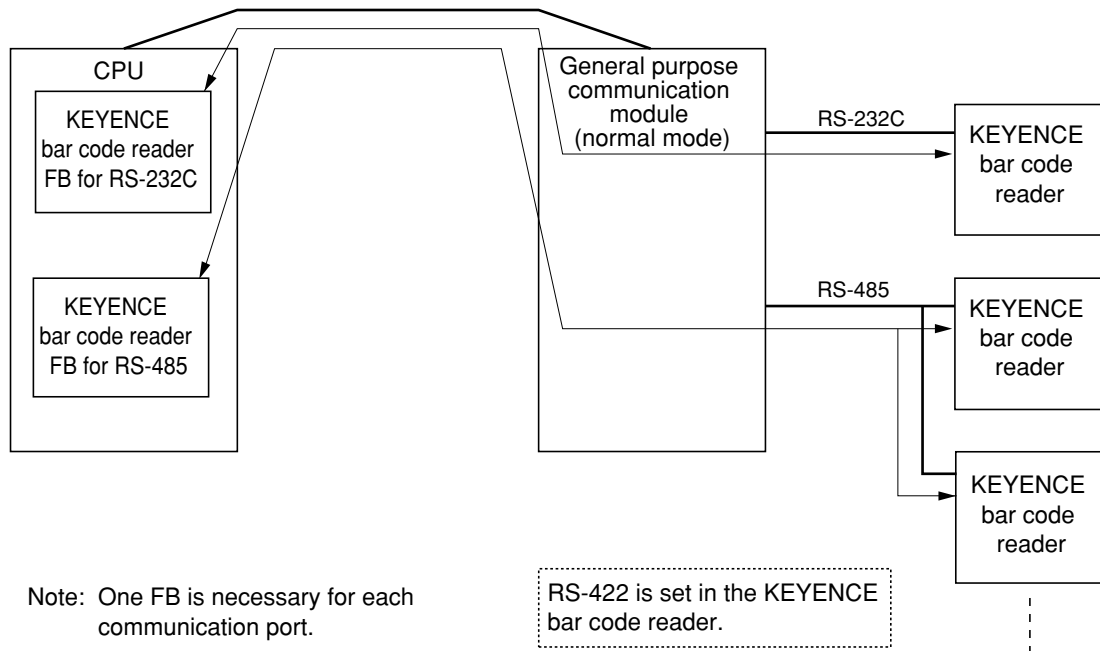 CPU
KEYENCE
bar code reader
FB for RS-232C
KEYENCE
bar code reader
FB for RS-485
General purpose
communication
module
(normal mode)
RS-232C
KEYENCE
bar code
reader
RS-485
KEYENCE
bar code
reader
KEYENCE
bar code
reader
Note: One FB is necessary for each
communication port.
RS-422 is set in the KEYENCE
bar code reader.